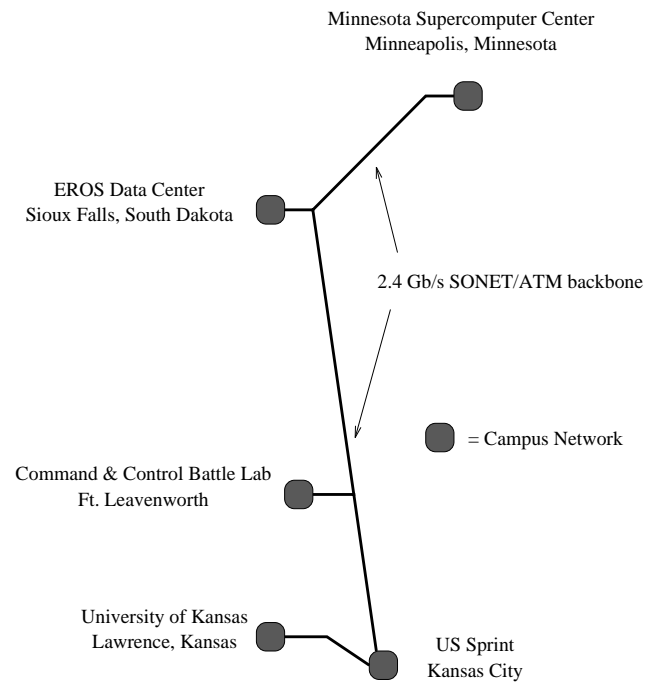 Minnesota Supercomputer Center
Minneapolis, Minnesota
EROS Data Center
Sioux Falls, South Dakota
2.4 Gb/s SONET/ATM backbone
= Campus Network
Command & Control Battle Lab
Ft. Leavenworth
University of Kansas
Lawrence, Kansas
US Sprint
Kansas City